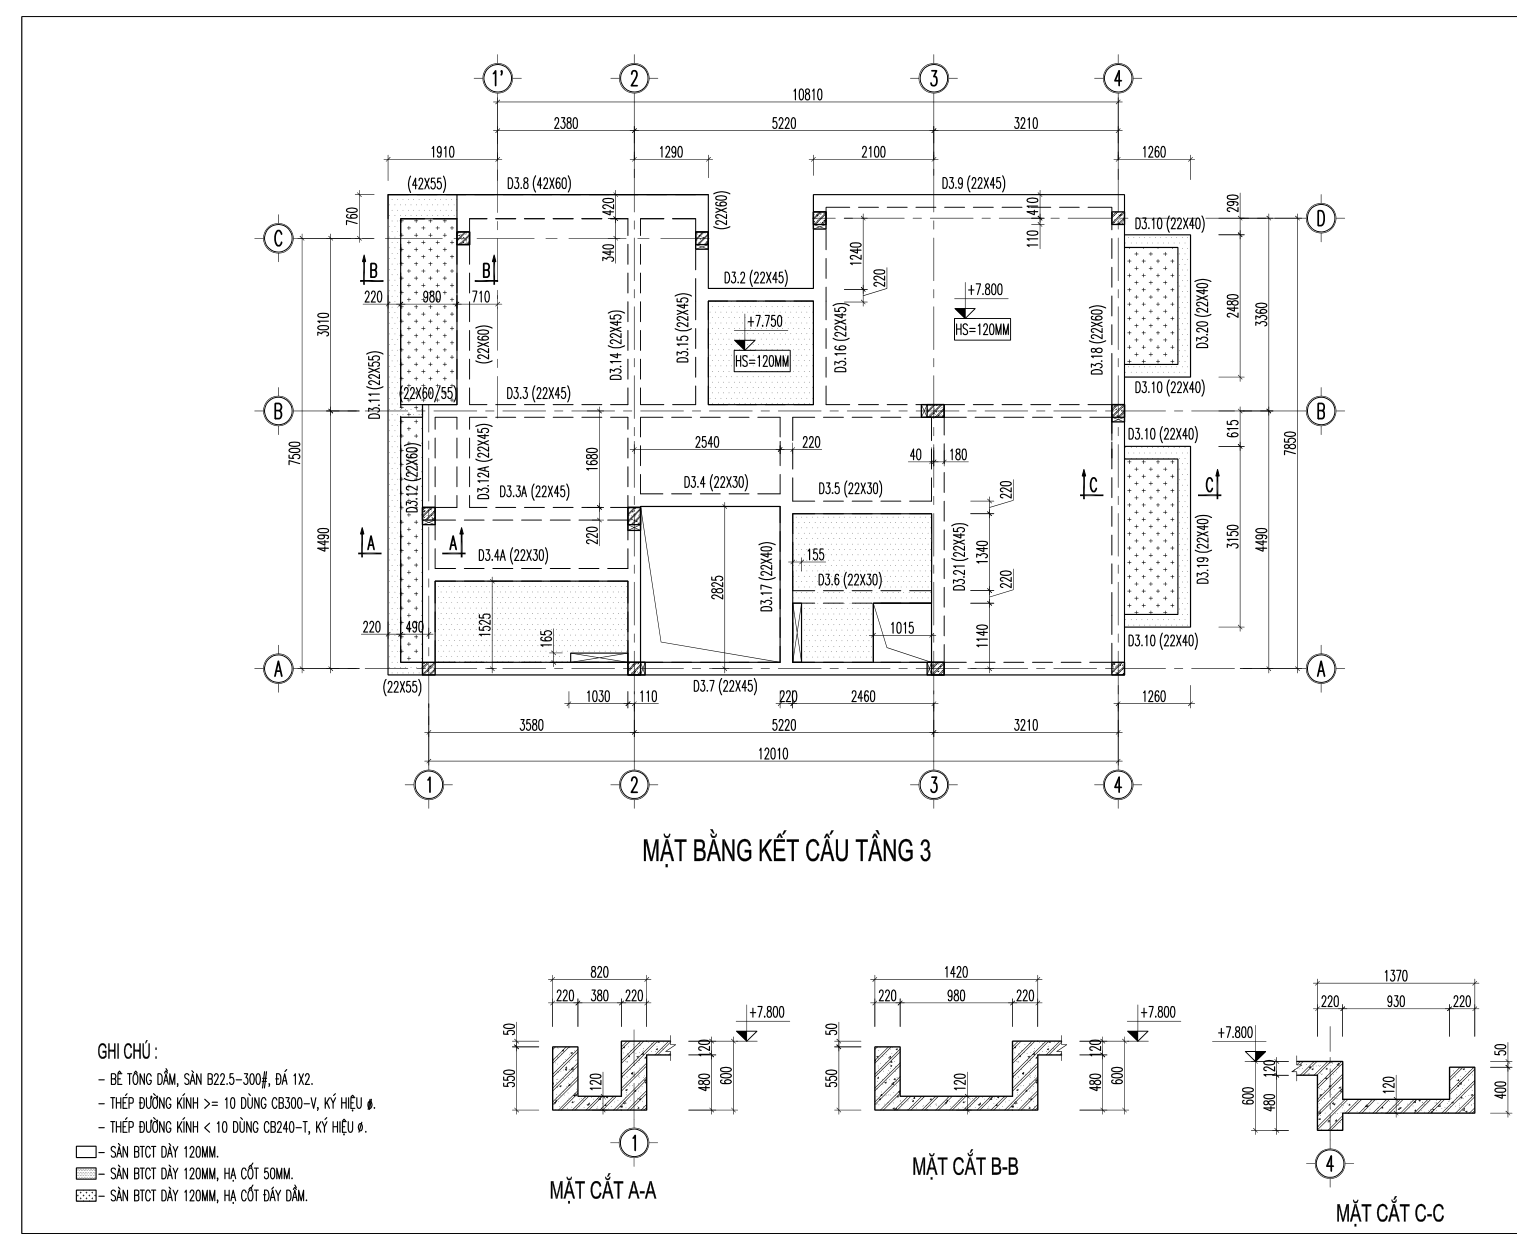 1' 2 3 4
10810
2380 5220 3210
1910 1290 2100 1260
(42X55) D3.8 (42X60) D3.9 (22X45)
760 420 (22X60) 410 290
C D
340 110 D3.10 (22X40)
B B 1240
220 980 710 D3.2 (22X45) 220
+7.800
HS=120MM
+7.750
HS=120MM
3010 (22X60) D3.14 (22X45) D3.15 (22X45) D3.16 (22X45) D3.18 (22X60) D3.20 (22X40) 2480 3360
D3.11 (22X55)
(22X60/55) D3.3 (22X45) D3.10 (22X40)
B B
D3.12 (22X60) D3.12A (22X45) 1680 2540 220 D3.10 (22X40) 615
7500 40 180 7850
D3.3A (22X45) D3.4 (22X30) D3.5 (22X30) 220 C C
4490 A A 220
D3.4A (22X30) 2825 D3.17 (22X40) 155 D3.21 (22X45) 1340 D3.19 (22X40) 3150 4490
D3.6 (22X30) 220
220 490 1525 165 1015 1140 D3.10 (22X40)
A A
(22X55) D3.7 (22X45)
1030 110 220 2460 1260
3580 5220 3210
12010
1 2 3 4
MẶT BẰNG KẾT CẤU TẦNG 3
820
220 380 220
+7.800
50
550
120
120
480
600
1
MẶT CẮT A-A
1420
220 980 220
+7.800
50
550
120
120
480
600
MẶT CẮT B-B
1370
220 930 220
+7.800
120
480
600
120
50
400
4
MẶT CẮT C-C
GHI CHÚ :
- BÊ TÔNG DẦM, SÀN B22.5-300#, ĐÁ 1X2.
- THÉP ĐƯỜNG KÍNH >= 10 DÙNG CB300-V, KÝ HIỆU ø.
- THÉP ĐƯỜNG KÍNH < 10 DÙNG CB240-T, KÝ HIỆU ø.
- SÀN BTCT DÀY 120MM.
- SÀN BTCT DÀY 120MM, HẠ CỐT 50MM.
- SÀN BTCT DÀY 120MM, HẠ CỐT ĐÁY DẦM.